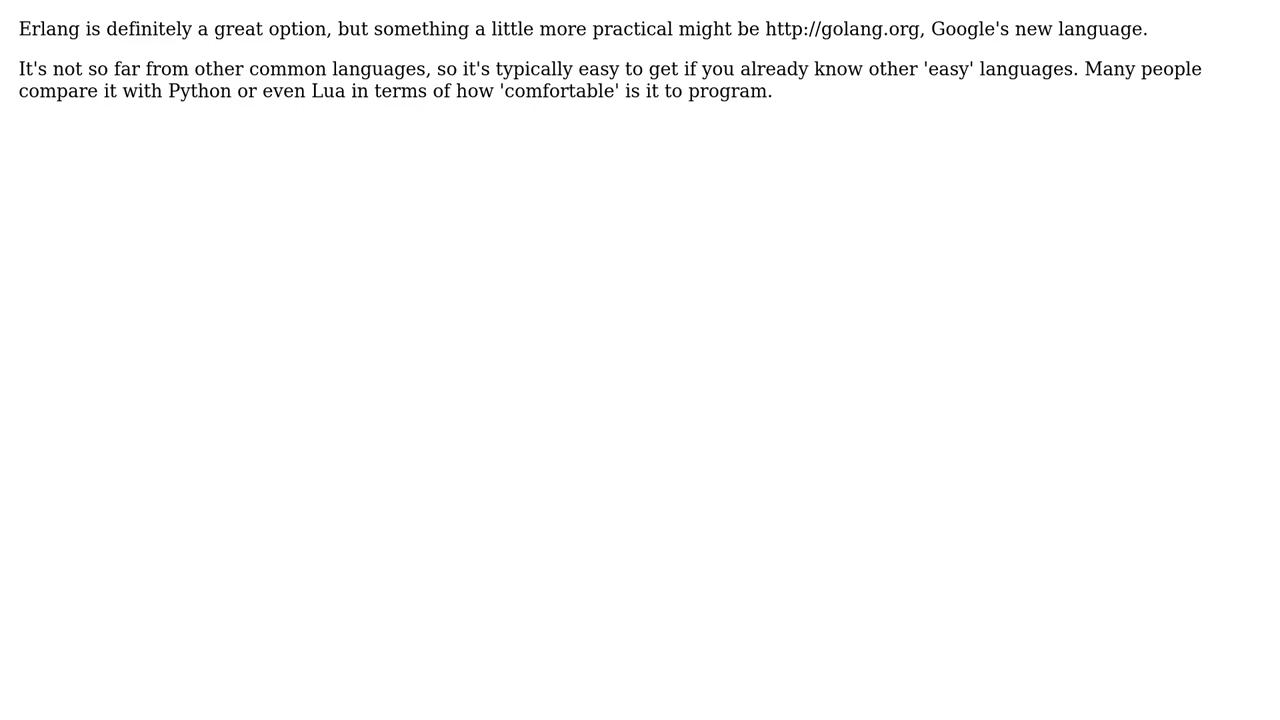 Erlang is definitely a great option, but something a little more practical might be http://golang.org, Google's new language.
It's not so far from other common languages, so it's typically easy to get if you already know other 'easy' languages. Many people
compare it with Python or even Lua in terms of how 'comfortable' is it to program.